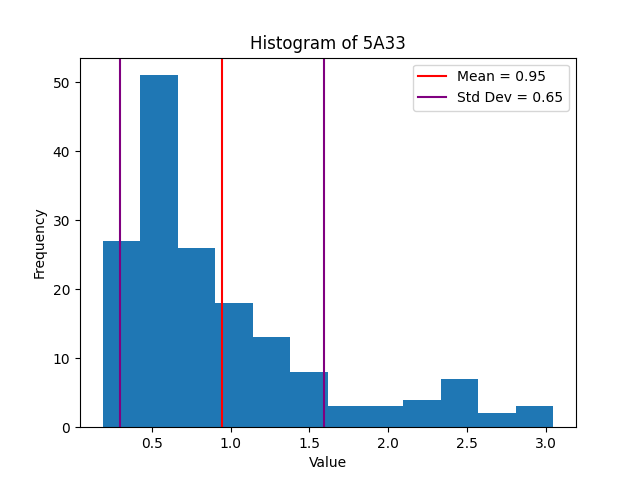 Histogram of 5A33
Mean = 0.95
Std Dev = 0.65
50
40
30
20
10
0
Frequency
0.5 1.0 1.5 2.0 2.5 3.0
Value